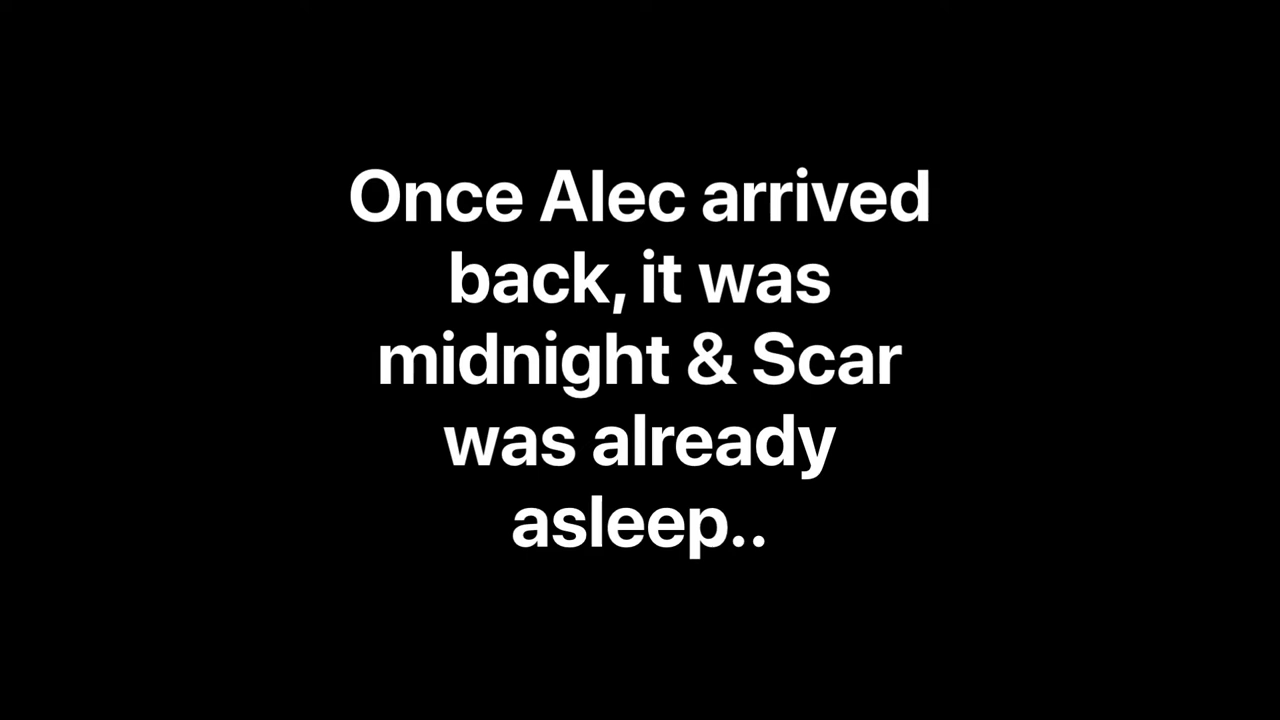 Once Alec arrived
back, it was
midnight & Scar
was already
asleep..